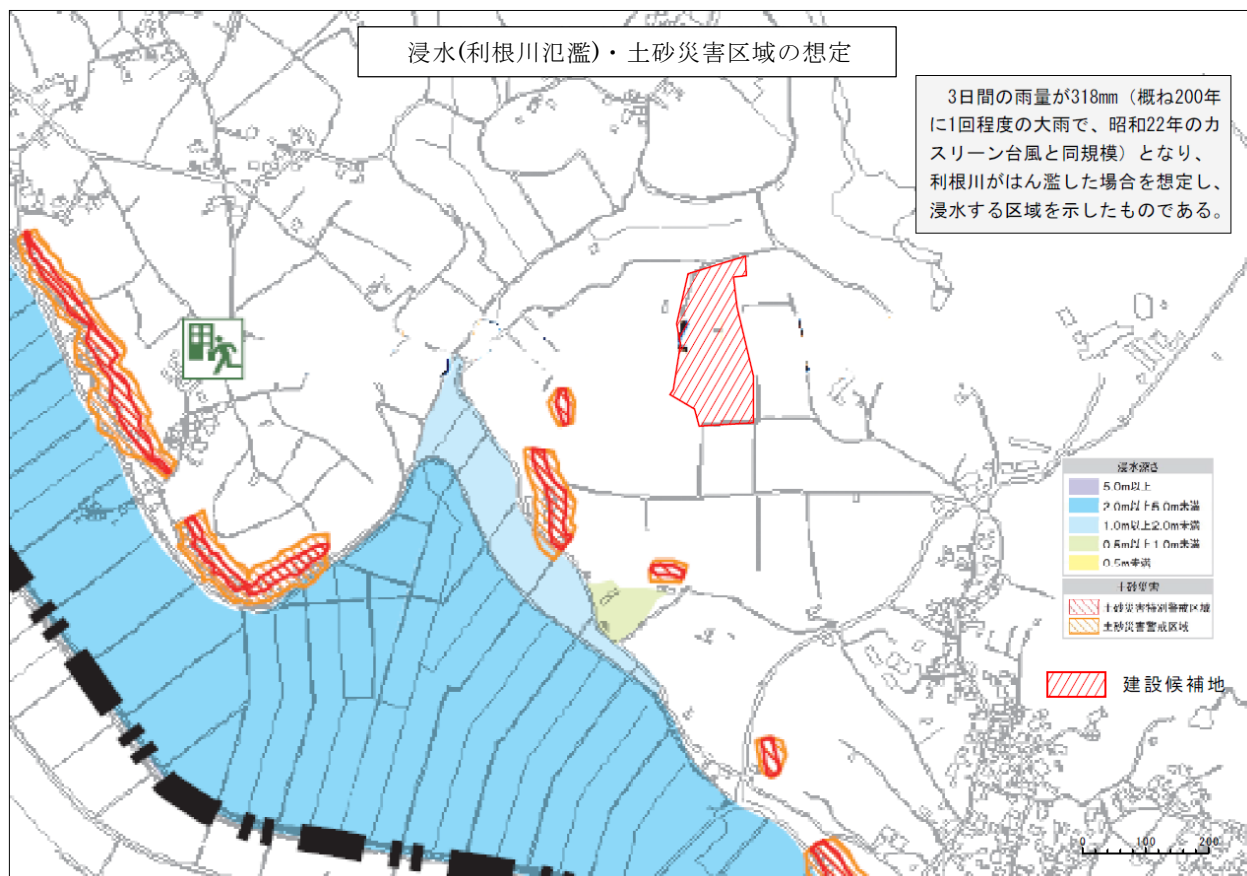 浸水(利根川氾濫)・土砂災害区域の想定
3日間の雨量が318mm（概ね200年
に1回程度の大雨で、昭和22年のカ
スリーン台風と同規模）となり、
利根川がはん濫した場合を想定し、
浸水する区域を示したものである。
浸水深さ
5.0m以上
2.0m以上5.0m未満
1.0m以上2.0m未満
0.5m以上1.0m未満
0.5m未満
土砂災害
土砂災害特別警戒区域
土砂災害警戒区域
建設候補地
0 100 200